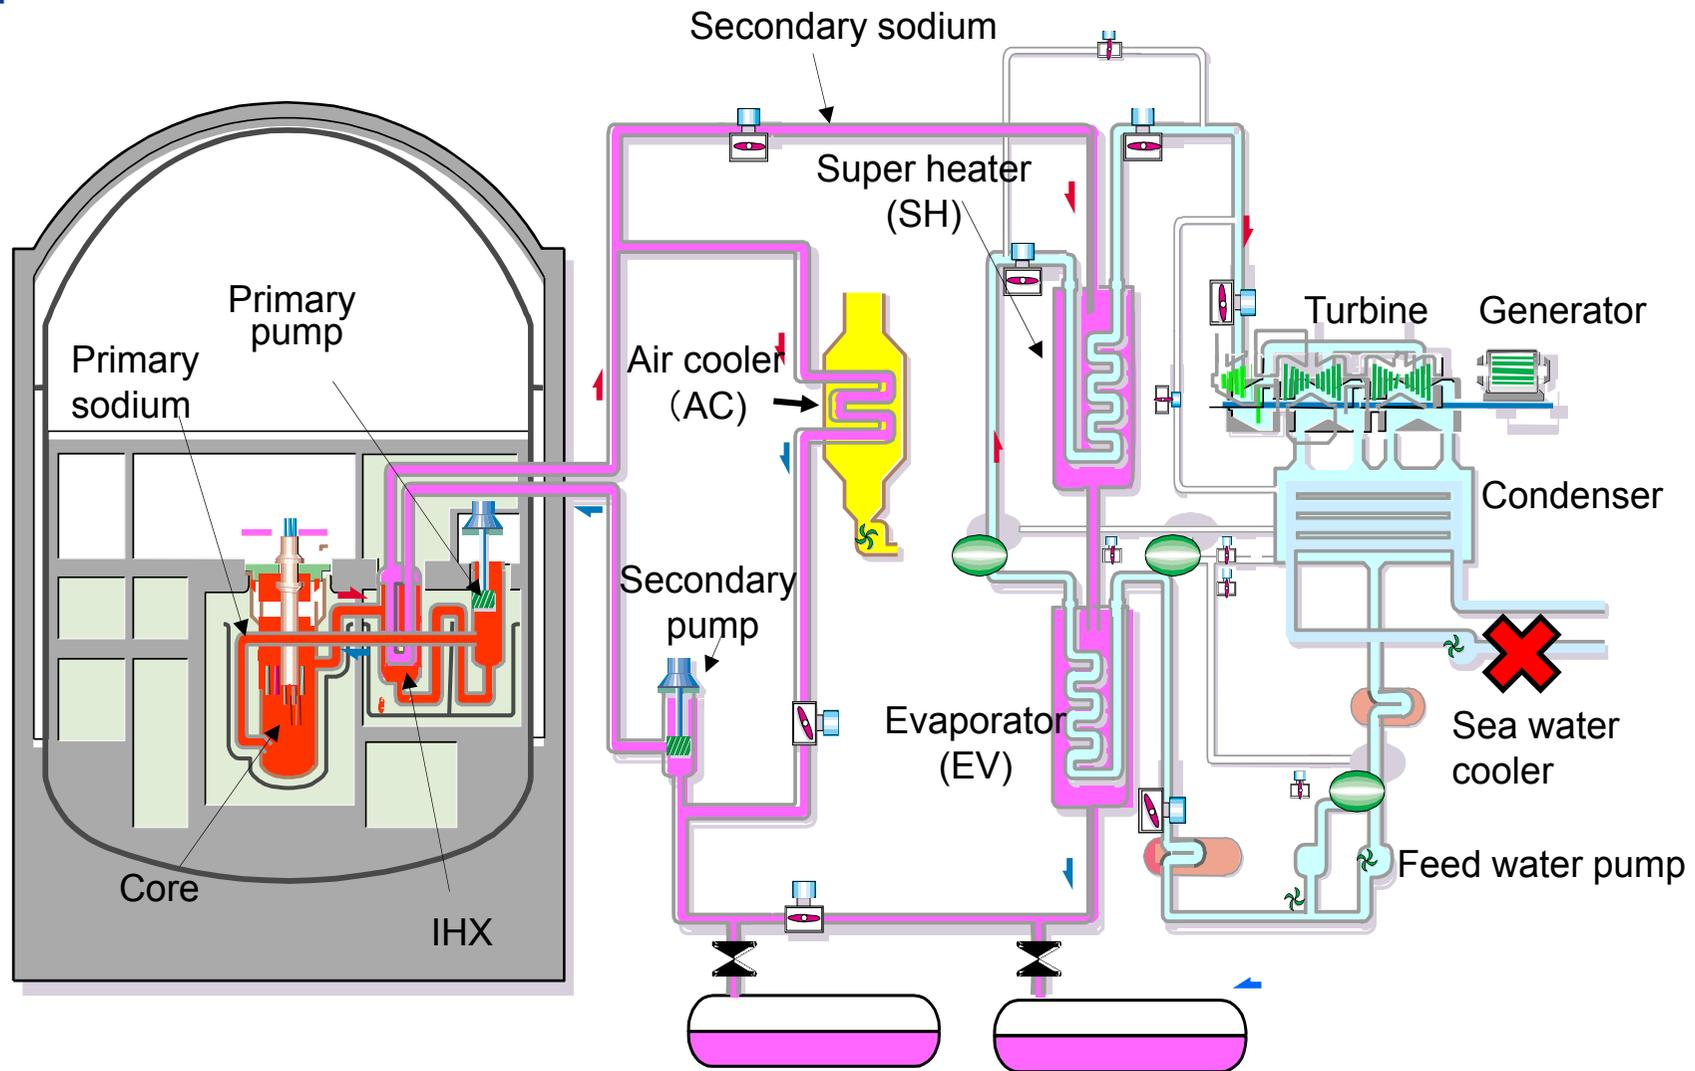 Secondary sodium
Super heater
(SH)
Primary
pump
Turbine
Generator
Primary
sodium
Air cooler
（AC)
Condenser
Secondary
pump
Evaporator
(EV)
Sea water
cooler
Feed water pump
Core
IHX